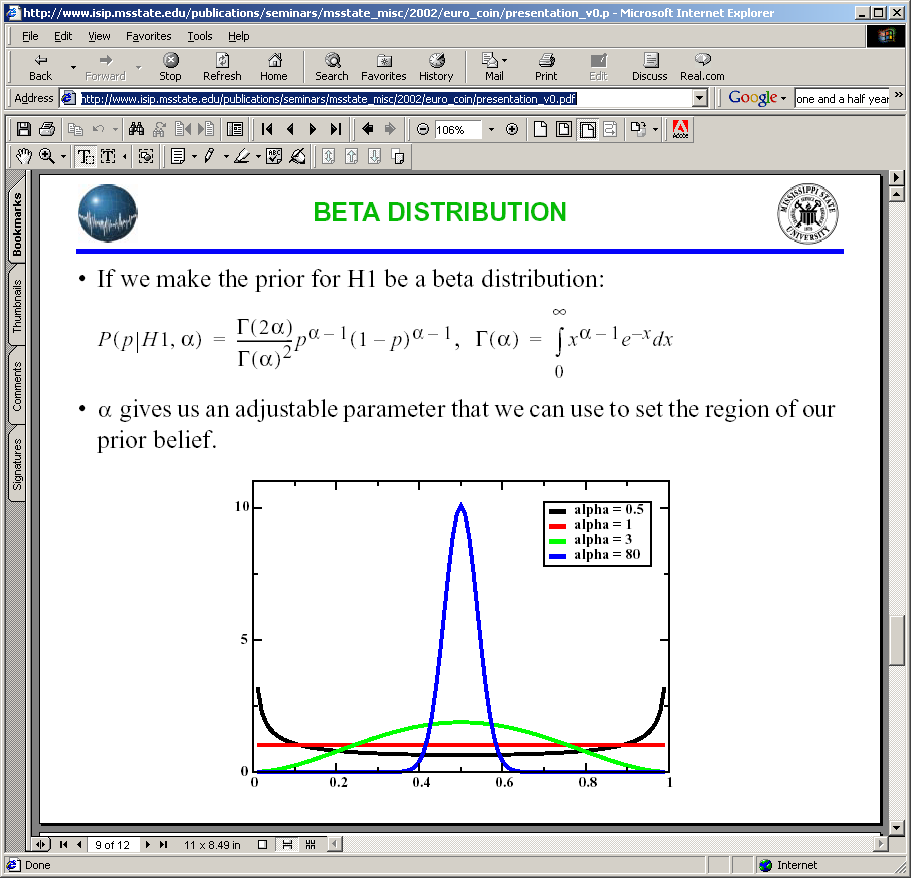 http://www.isip.msstate.edu/publications/seminars/msstate_misc/2002/euro_coin/presentation_v0.p - Microsoft Internet Explorer
File Edit View Favorites Tools Help
Back Forward Stop Refresh Home Search Favorites History Mail Print Edit Discuss Real.com
Address http://www.isip.msstate.edu/publications/seminars/msstate_misc/2002/euro_coin/presentation_v0.pdf Google one and a half year »
106% Adobe
Bookmarks
Thumbnails
Comments
Signatures
BETA DISTRIBUTION
MISSISSIPPI STATE UNIVERSITY
• If we make the prior for H1 be a beta distribution:
P(p|H1, α) = Γ(2α)/Γ(α)² p^(α – 1)(1 – p)^(α – 1), Γ(α) = ∫₀^∞ x^(α – 1)e^(–x)dx
• α gives us an adjustable parameter that we can use to set the region of our
prior belief.
alpha = 0.5
alpha = 1
alpha = 3
alpha = 80
10
5
0
0 0.2 0.4 0.6 0.8 1
9 of 12 11 x 8.49 in
Done Internet